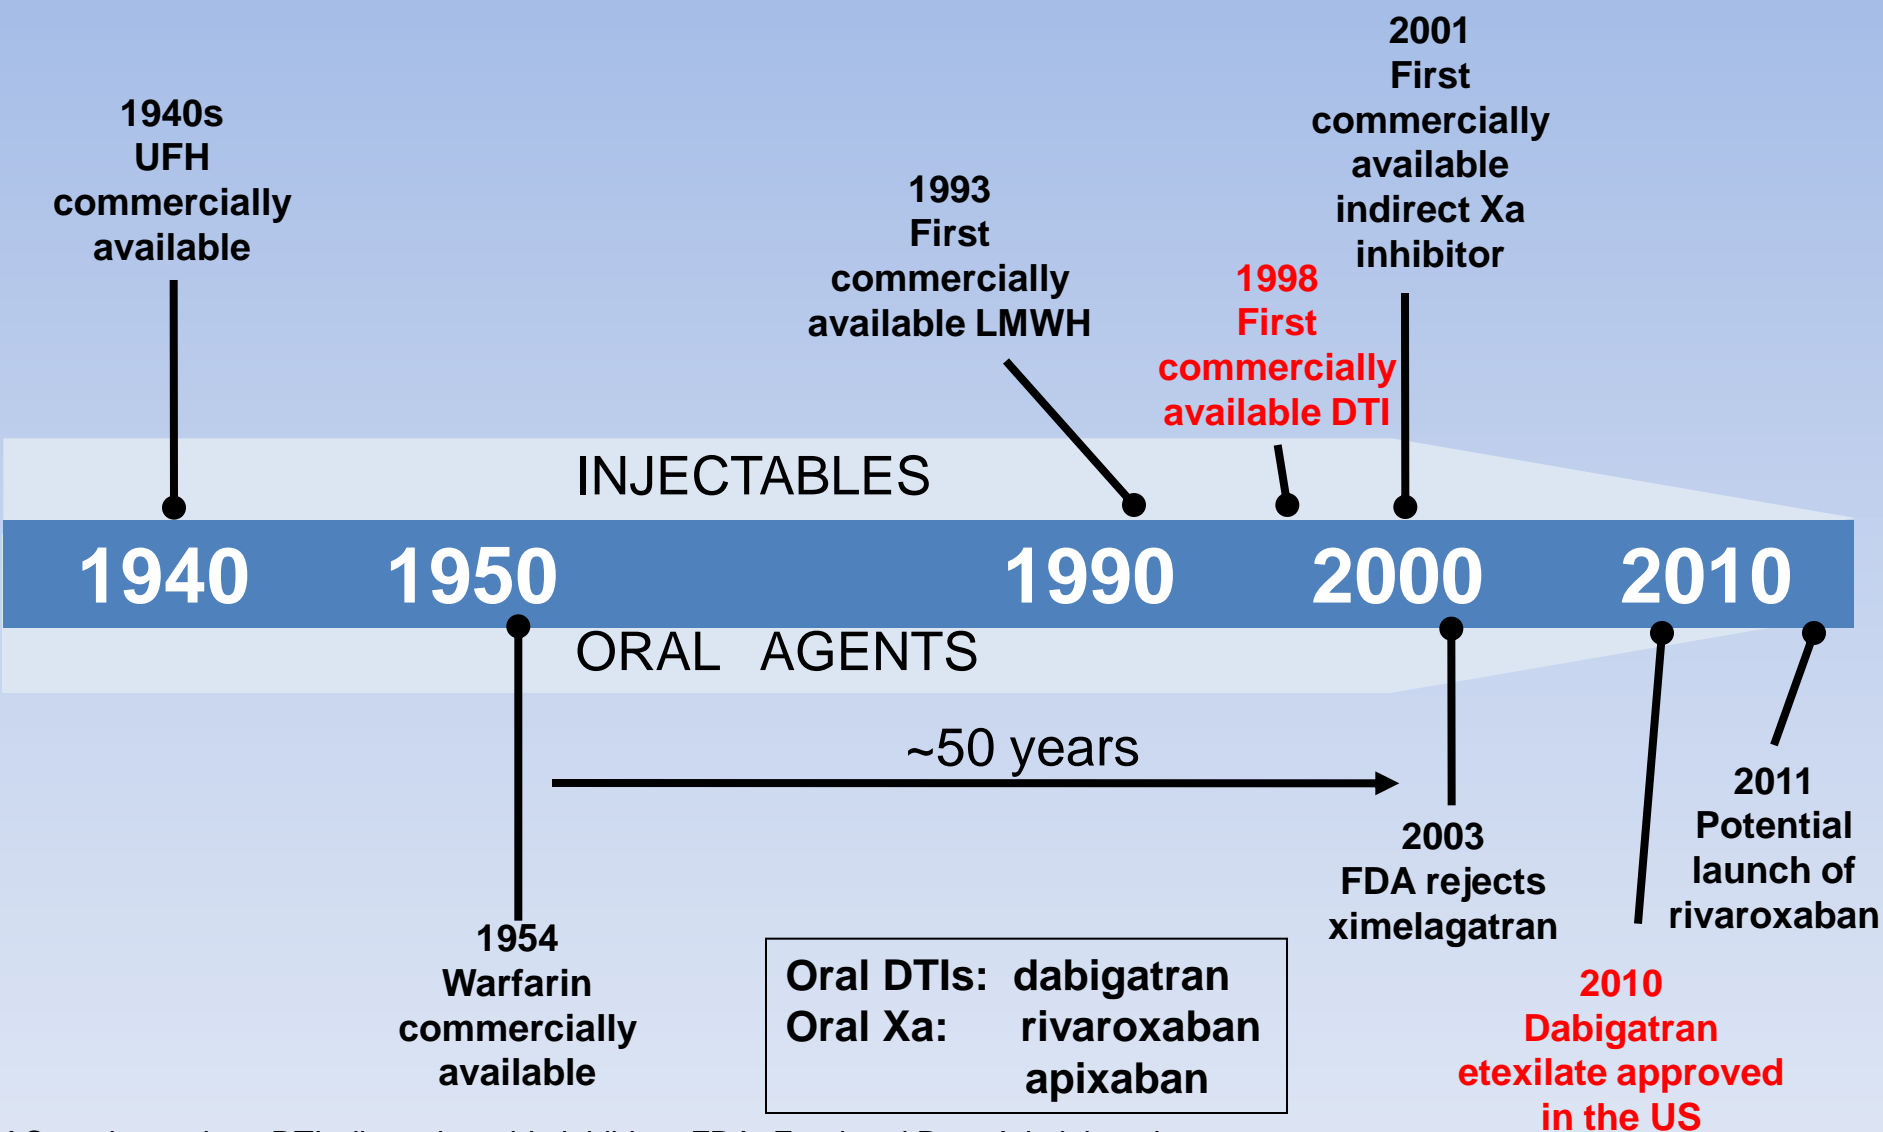 1940s
UFH
commercially
available
1993
First
commercially
available LMWH
1998
First
commercially
available DTI
2001
First
commercially
available
indirect Xa
inhibitor
INJECTABLES
1940
1950
1990
2000
2010
ORAL AGENTS
~50 years
1954
Warfarin
commercially
available
2003
FDA rejects
ximelagatran
2010
Dabigatran
etexilate approved
in the US
2011
Potential
launch of
rivaroxaban
Oral DTIs: dabigatran
Oral Xa: rivaroxaban
apixaban